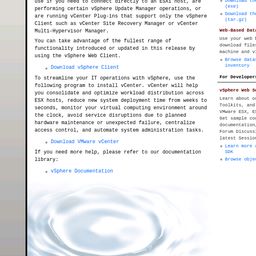 use if you need to connect directly to an ESXi host, are
performing certain vSphere Update Manager operations, or
are running vCenter Plug-ins that support only the vSphere
Client such as vCenter Site Recovery Manager or vCenter
Multi-Hypervisor Manager.
You can take advantage of the fullest range of
functionality introduced or updated in this release by
using the vSphere Web Client.
Download vSphere Client
To streamline your IT operations with vSphere, use the
following program to install vCenter. vCenter will help
you consolidate and optimize workload distribution across
ESX hosts, reduce new system deployment time from weeks to
seconds, monitor your virtual computing environment around
the clock, avoid service disruptions due to planned
hardware maintenance or unexpected failure, centralize
access control, and automate system administration tasks.
Download VMware vCenter
If you need more help, please refer to our documentation
library:
vSphere Documentation
(exe)
Download
(tar.gz)
Web-Based Data
Use your web b
download files
machine and v
Browse data
inventory
For Developers
vSphere Web Se
Learn about o
Toolkits, and
VMware ESX, E
Get sample co
documentation,
Forum Discussi
latest Session
Learn more a
SDK
Browse objec